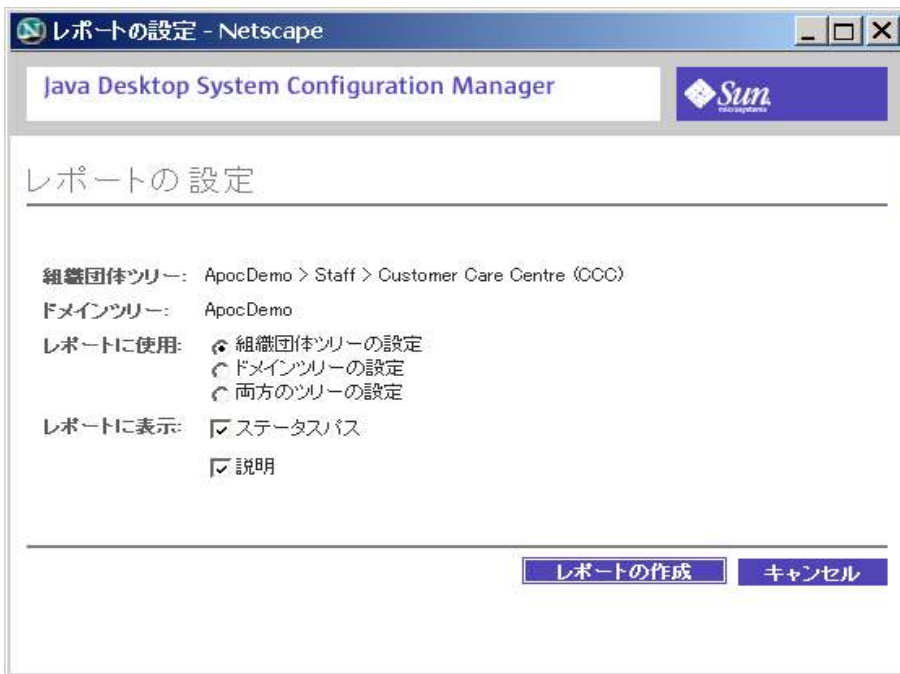 レポートの設定 - Netscape
Java Desktop System Configuration Manager
Sun
microsystems
レポートの 設定
組織団体ツリー: ApocDemo > Staff > Customer Care Centre (CCC)
ドメインツリー: ApocDemo
レポートに使用: 組織団体ツリーの設定
ドメインツリーの設定
両方のツリーの設定
レポートに表示: ステータスパス
説明
レポートの作成 キャンセル